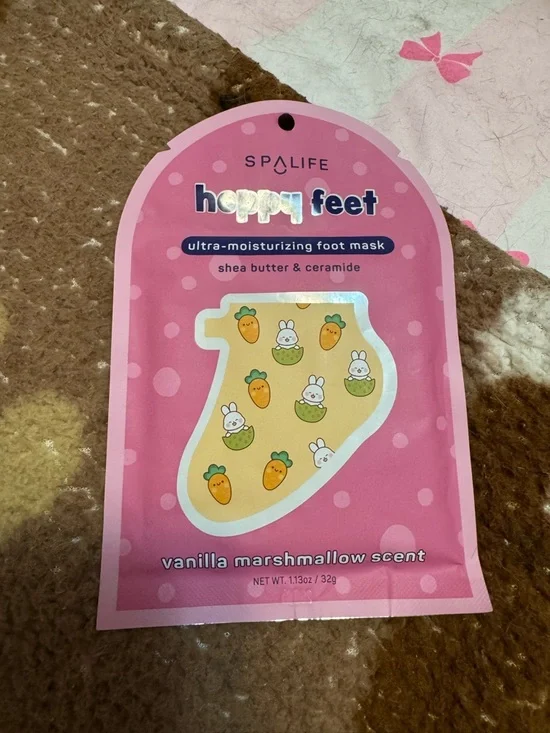 SPALIFE
hoppy feet
ultra-moisturizing foot mask
shea butter & ceramide
vanilla marshmallow scent
NET WT. 1.13oz / 32g